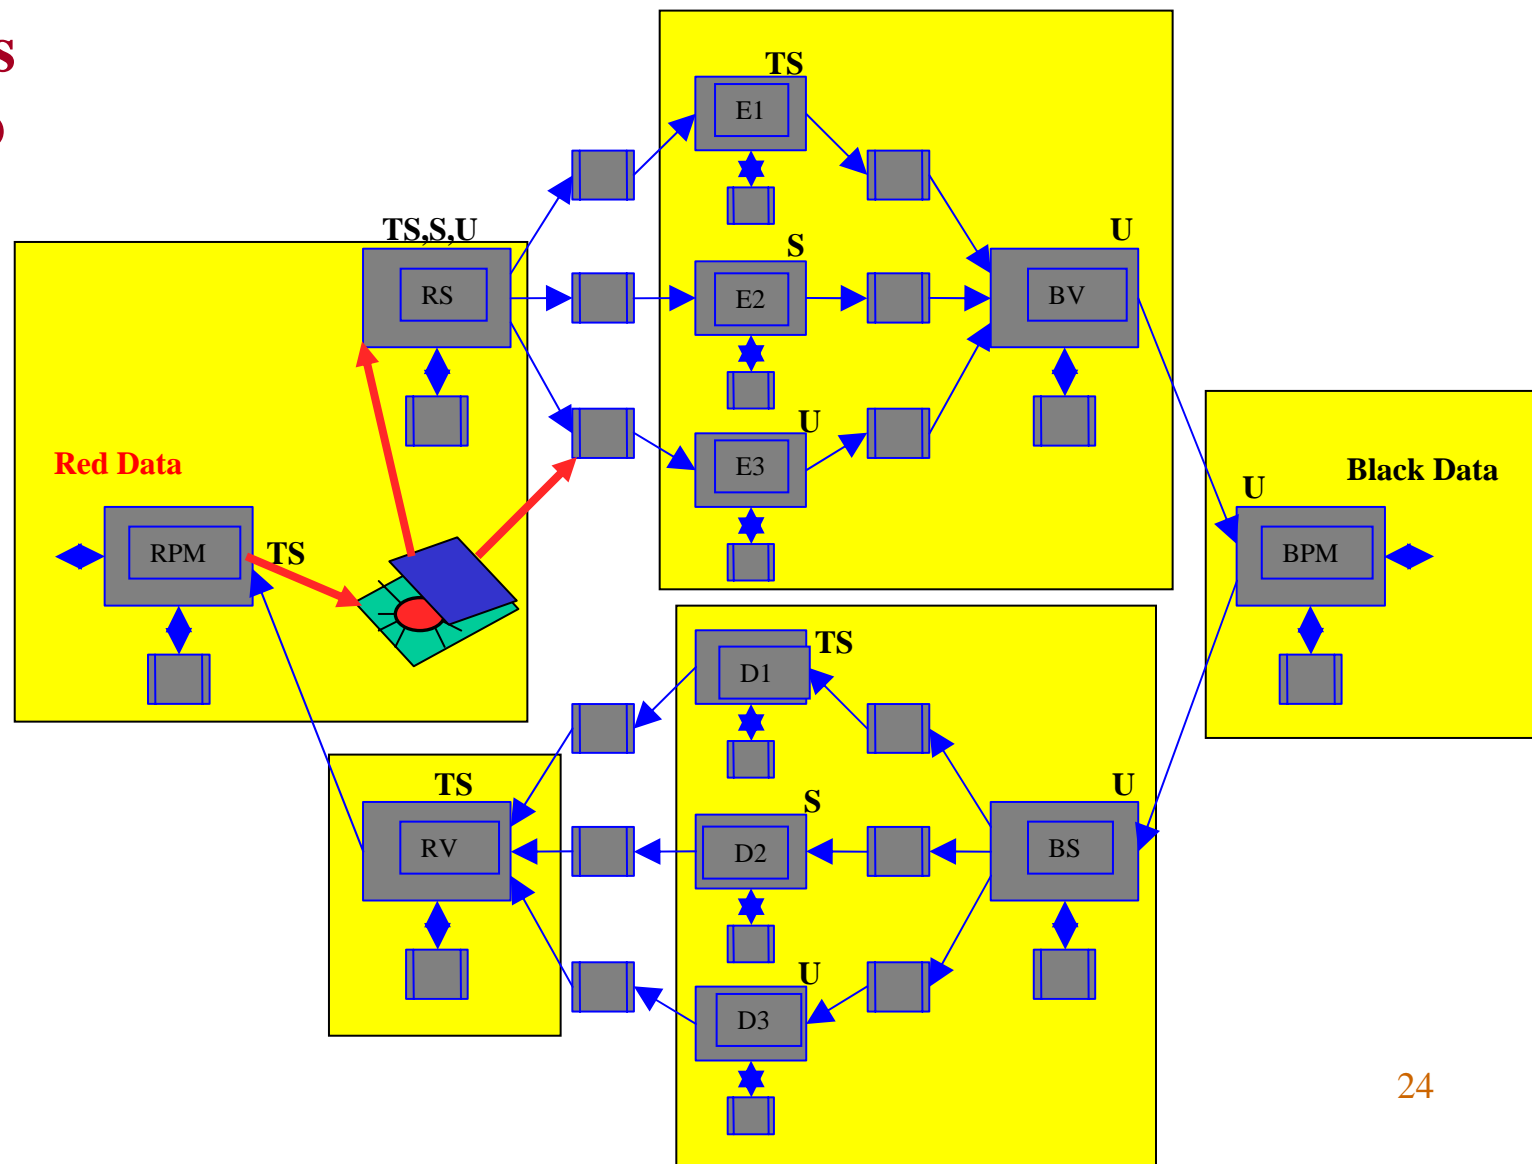 s
TS
E1
TS,S,U
S
U
RS
E2
BV
U
E3
Red Data
Black Data
U
RPM
TS
BPM
TS
D1
TS
S
U
RV
D2
BS
U
D3
24